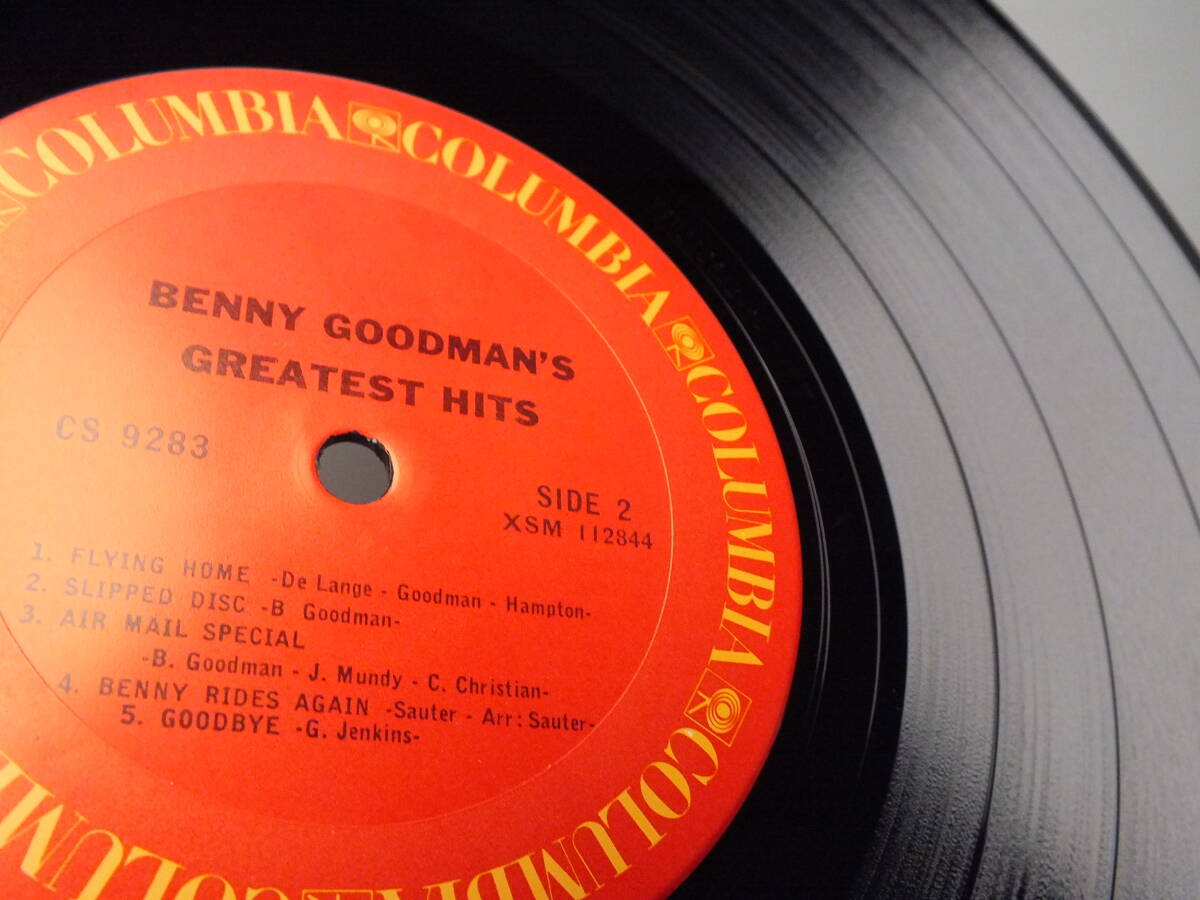 COLUMBIA COLUMBIA COLUMBIA COLUMBIA COLUMBIA
BENNY GOODMAN'S
GREATEST HITS
CS 9283
SIDE 2
XSM 112844
1. FLYING HOME -De Lange - Goodman - Hampton-
2. SLIPPED DISC -B Goodman-
3. AIR MAIL SPECIAL
-B. Goodman - J. Mundy - C. Christian-
4. BENNY RIDES AGAIN -Sauter - Arr: Sauter-
5. GOODBYE -G. Jenkins-